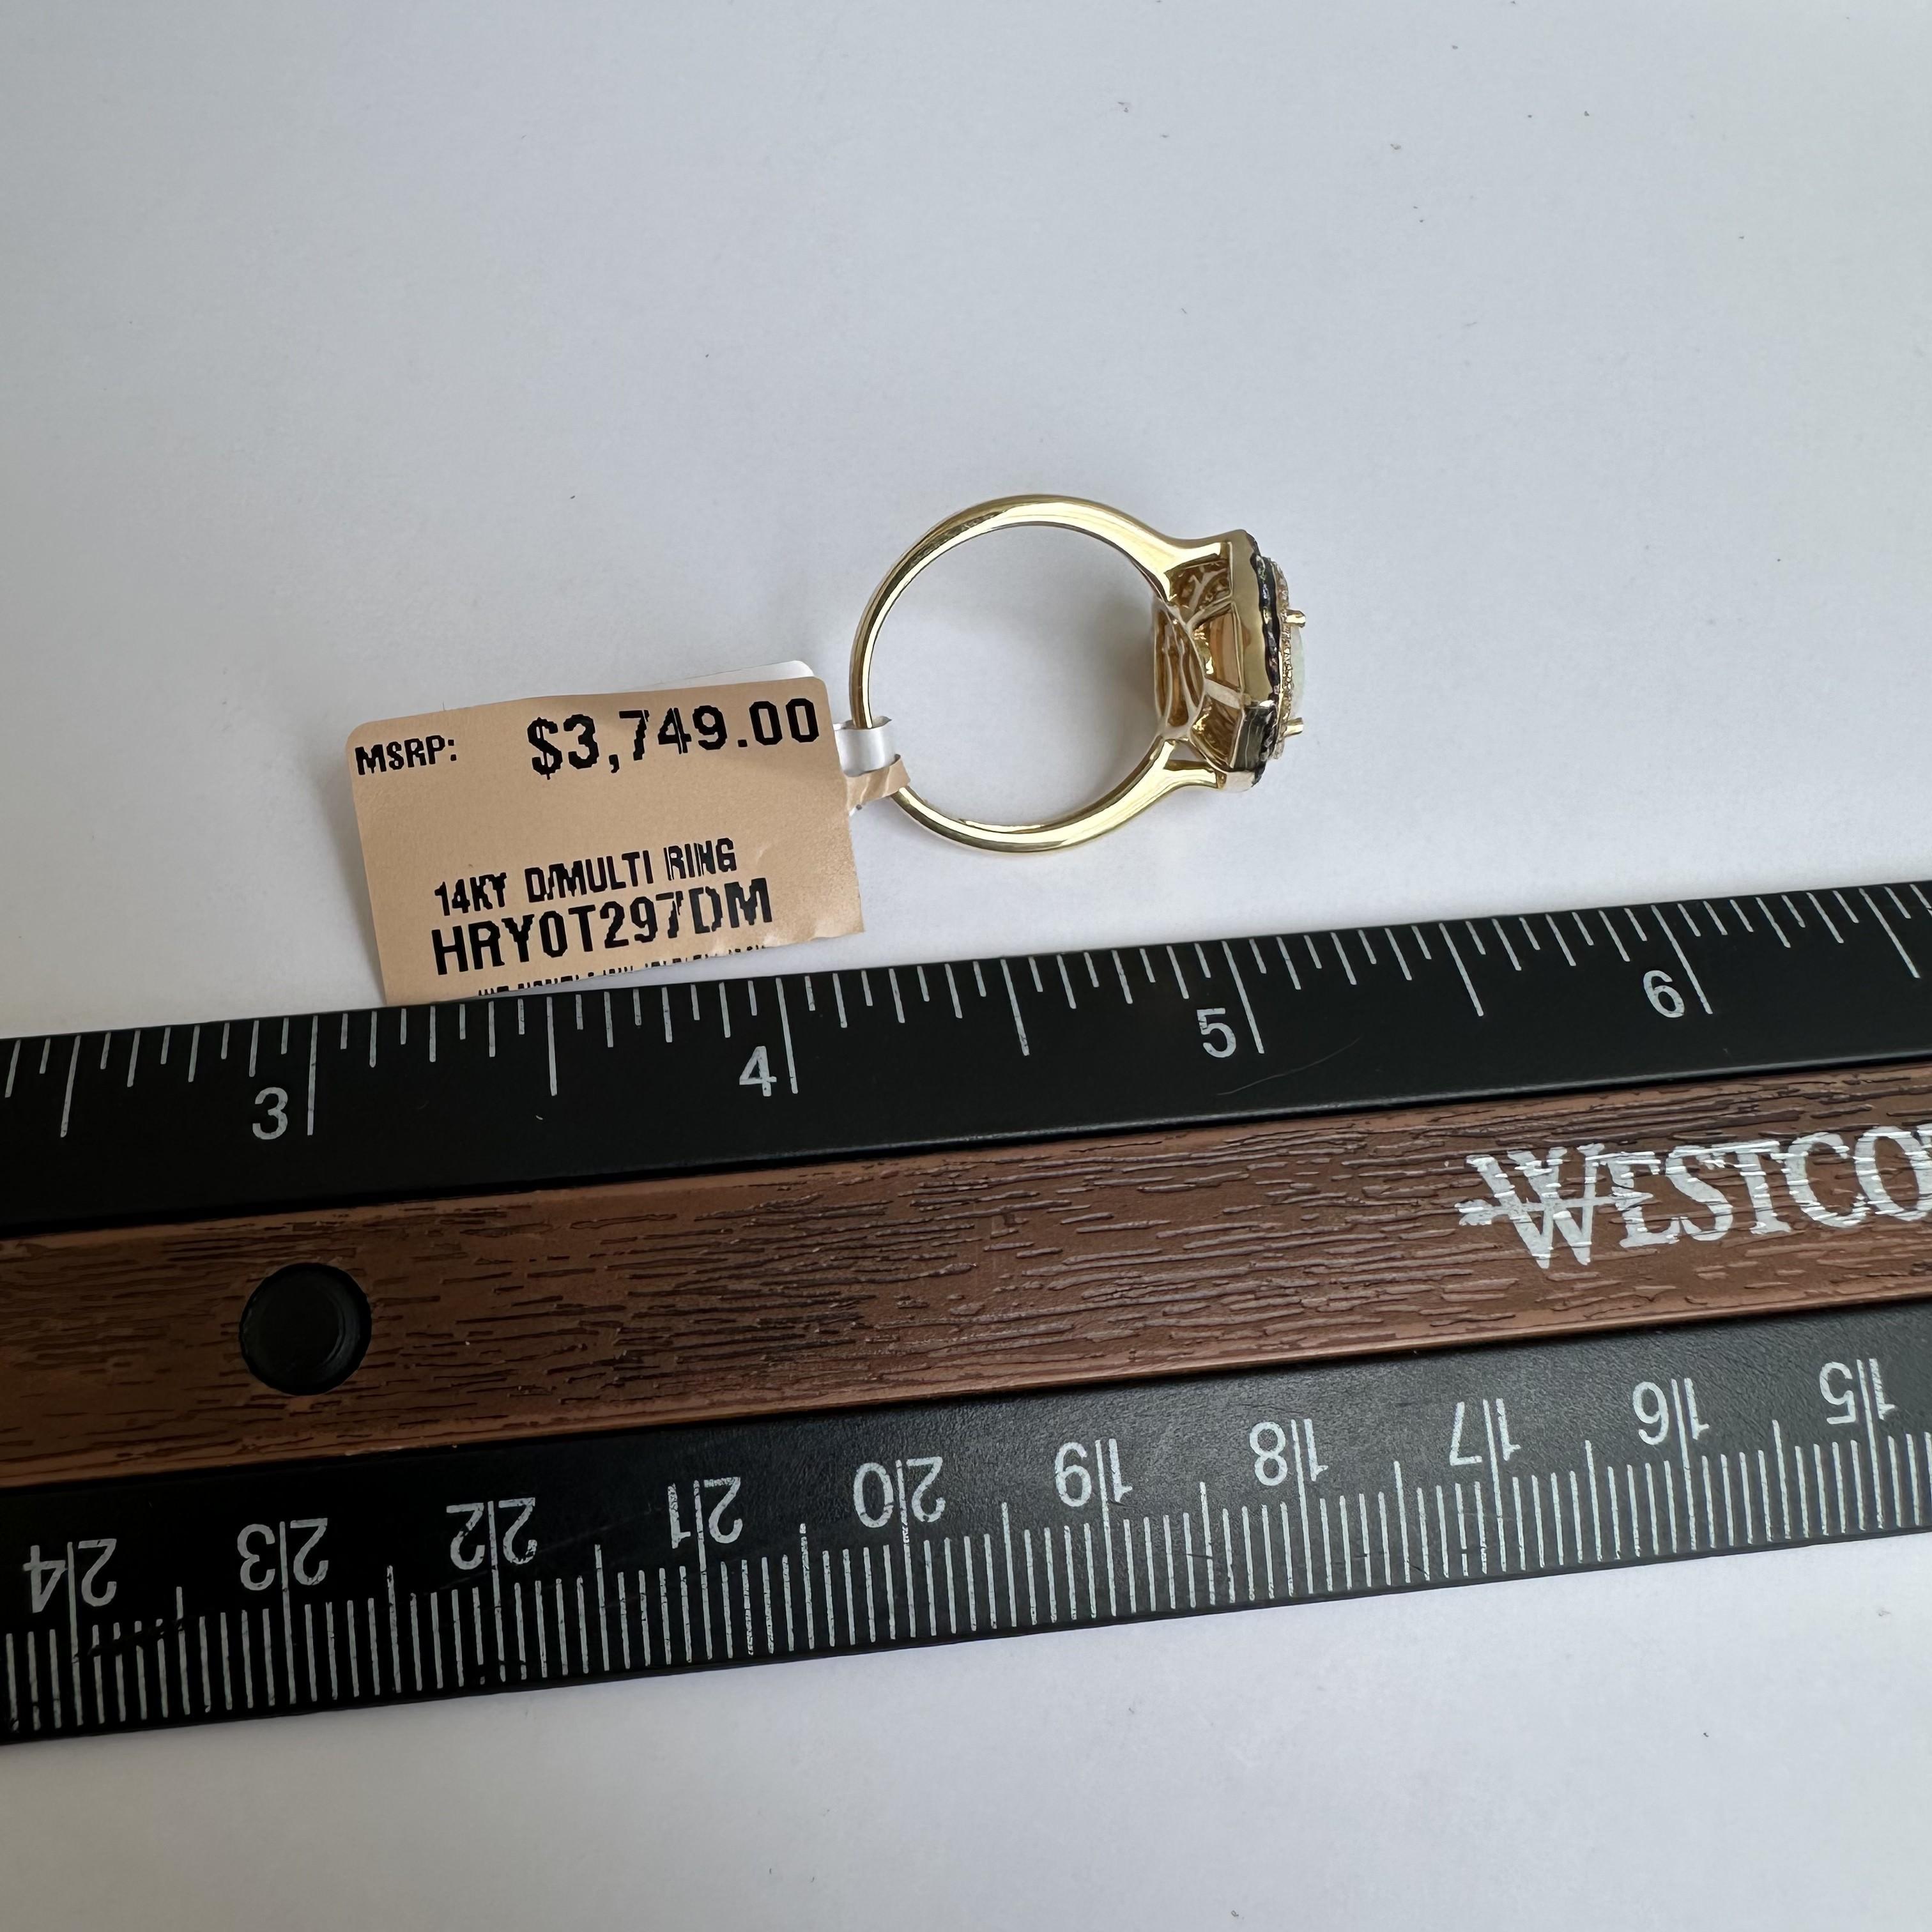 MSRP: $3,749.00
14KY D/MULTI RING
HRY0T297DM
3 4 5 6
WESTCO
24 23 22 21 20 19 18 17 16 15